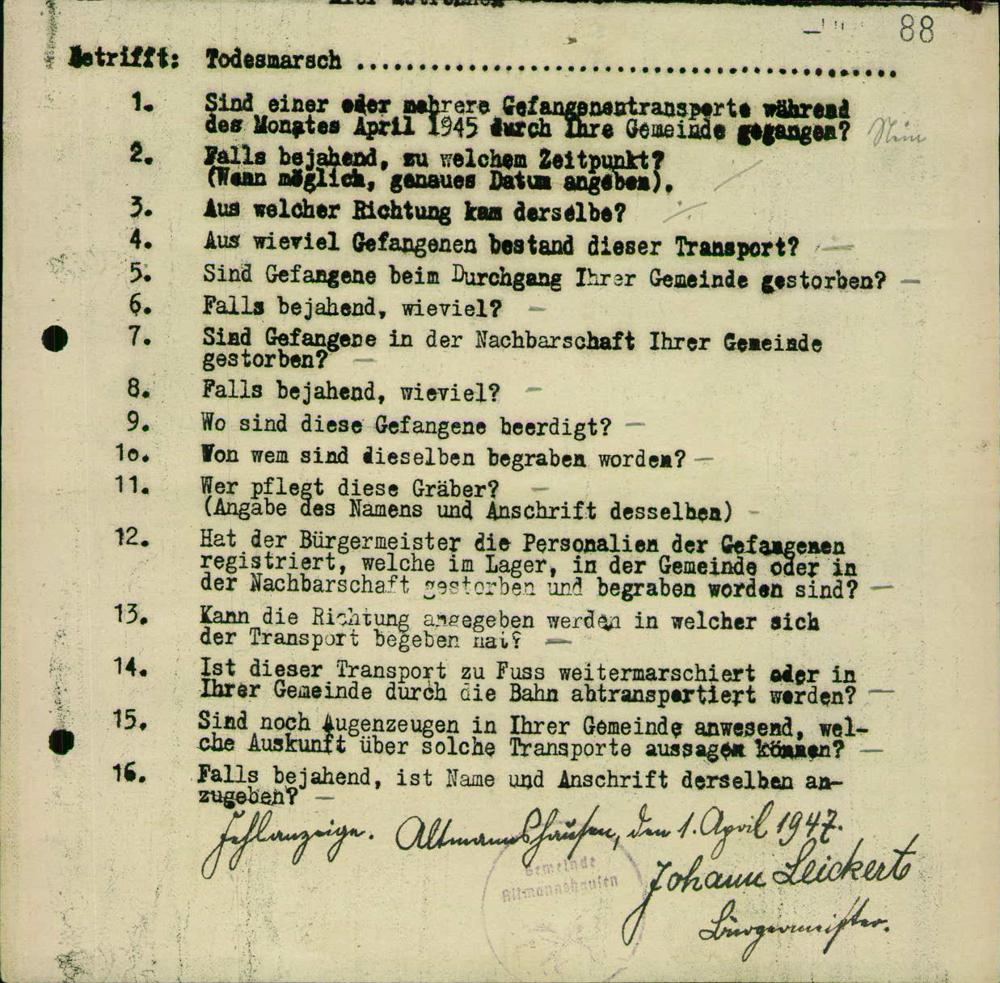 88
Betrifft: Todesmarsch ................................................
1. Sind einer oder mehrere Gefangenentransporte während
des Monates April 1945 durch Ihre Gemeinde gegangen? Nein
2. Falls bejahend, zu welchem Zeitpunkt?
(Wenn möglich, genaues Datum angeben).
3. Aus welcher Richtung kam derselbe?
4. Aus wieviel Gefangenen bestand dieser Transport? —
5. Sind Gefangene beim Durchgang Ihrer Gemeinde gestorben? —
6. Falls bejahend, wieviel? —
7. Sind Gefangene in der Nachbarschaft Ihrer Gemeinde
gestorben? —
8. Falls bejahend, wieviel? —
9. Wo sind diese Gefangene beerdigt? —
1o. Von wem sind dieselben begraben worden? —
11. Wer pflegt diese Gräber? —
(Angabe des Namens und Anschrift desselben) -
12. Hat der Bürgermeister die Personalien der Gefangenen
registriert, welche im Lager, in der Gemeinde oder in
der Nachbarschaft gestorben und begraben worden sind? —
13. Kann die Richtung angegeben werden in welcher sich
der Transport begeben hat? —
14. Ist dieser Transport zu Fuss weitermarschiert oder in
Ihrer Gemeinde durch die Bahn abtransportiert werden? —
15. Sind noch Augenzeugen in Ihrer Gemeinde anwesend, wel-
che Auskunft über solche Transporte aussagen können? —
16. Falls bejahend, ist Name und Anschrift derselben an-
zugeben? —
Fehlanzeige. Altmannshausen, den 1. April 1947.
Gemeinde
Altmannshausen
Johann Leickert
Bürgermeister.